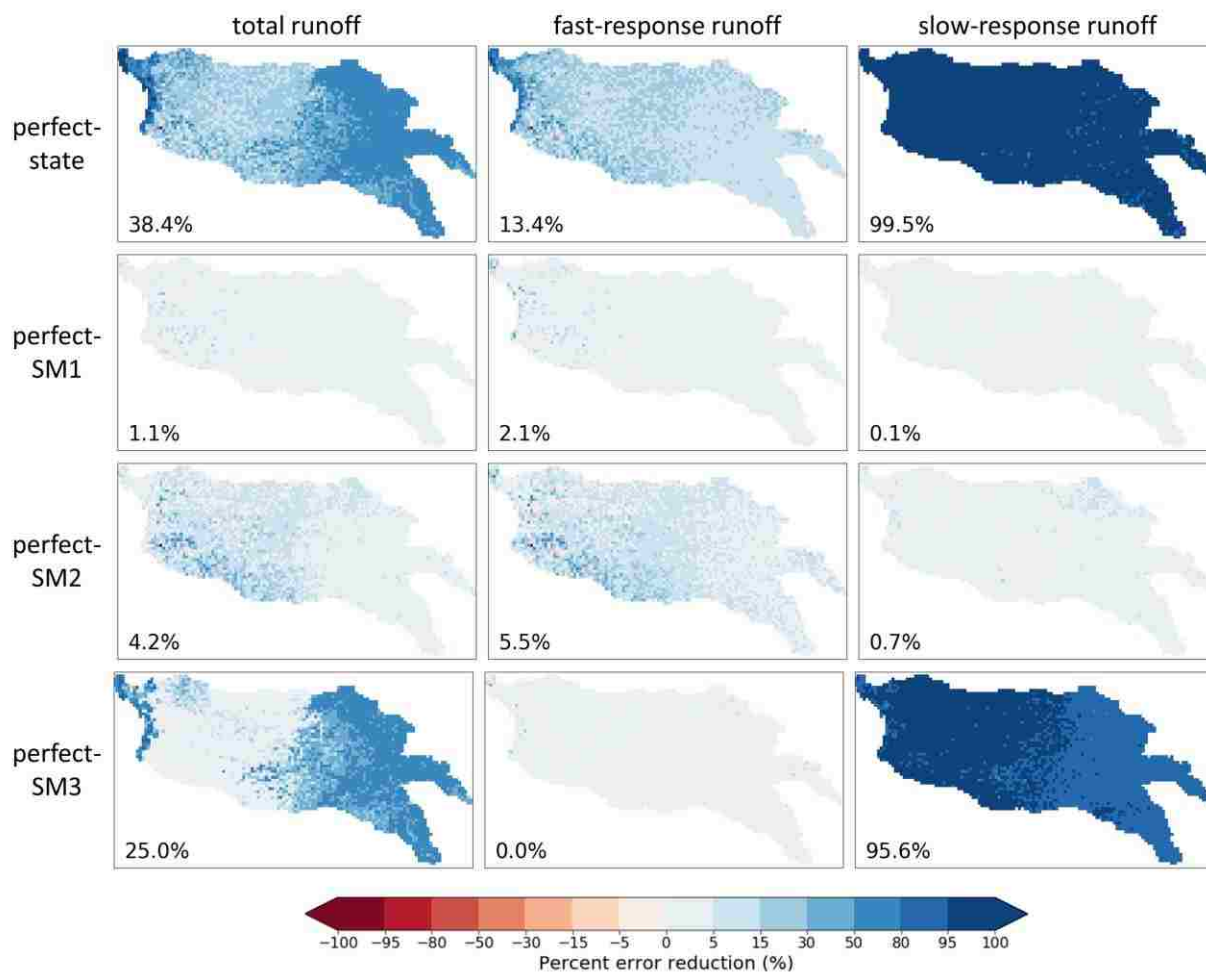 total runoff
fast-response runoff
slow-response runoff
perfect-
state
38.4%
13.4%
99.5%
perfect-
SM1
1.1%
2.1%
0.1%
perfect-
SM2
4.2%
5.5%
0.7%
perfect-
SM3
25.0%
0.0%
95.6%
−100 −95 −80 −50 −30 −15 −5 0 5 15 30 50 80 95 100
Percent error reduction (%)